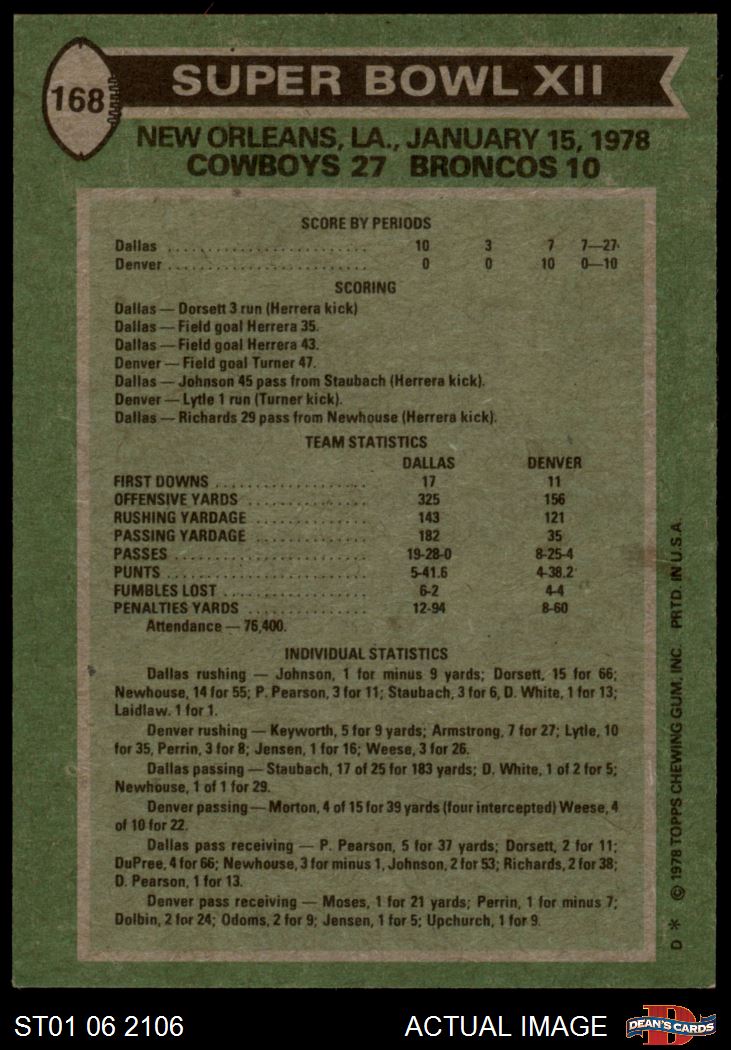 168
SUPER BOWL XII
NEW ORLEANS, LA., JANUARY 15, 1978
COWBOYS 27 BRONCOS 10
SCORE BY PERIODS
Dallas ........................ 10 3 7 7—27
Denver ........................ 0 0 10 0—10
SCORING
Dallas — Dorsett 3 run (Herrera kick)
Dallas — Field goal Herrera 35.
Dallas — Field goal Herrera 43.
Denver — Field goal Turner 47.
Dallas — Johnson 45 pass from Staubach (Herrera kick).
Denver — Lytle 1 run (Turner kick).
Dallas — Richards 29 pass from Newhouse (Herrera kick).
TEAM STATISTICS
DALLAS DENVER
FIRST DOWNS .................. 17 11
OFFENSIVE YARDS .............. 325 156
RUSHING YARDAGE ............. 143 121
PASSING YARDAGE ............. 182 35
PASSES ....................... 19-28-0 8-25-4
PUNTS ........................ 5-41.6 4-38.2
FUMBLES LOST ................. 6-2 4-4
PENALTIES YARDS .............. 12-94 8-60
Attendance — 76,400.
INDIVIDUAL STATISTICS
Dallas rushing — Johnson, 1 for minus 9 yards; Dorsett, 15 for 66;
Newhouse, 14 for 55; P. Pearson, 3 for 11; Staubach, 3 for 6, D. White, 1 for 13;
Laidlaw. 1 for 1.
Denver rushing — Keyworth, 5 for 9 yards; Armstrong, 7 for 27; Lytle, 10
for 35, Perrin, 3 for 8; Jensen, 1 for 16; Weese, 3 for 26.
Dallas passing — Staubach, 17 of 25 for 183 yards; D. White, 1 of 2 for 5;
Newhouse, 1 of 1 for 29.
Denver passing — Morton, 4 of 15 for 39 yards (four intercepted) Weese, 4
of 10 for 22.
Dallas pass receiving — P. Pearson, 5 for 37 yards; Dorsett, 2 for 11;
DuPree, 4 for 66; Newhouse, 3 for minus 1, Johnson, 2 for 53; Richards, 2 for 38;
D. Pearson, 1 for 13.
Denver pass receiving — Moses, 1 for 21 yards; Perrin, 1 for minus 7;
Dolbin, 2 for 24; Odoms, 2 for 9; Jensen, 1 for 5; Upchurch, 1 for 9.
D * © 1978 TOPPS CHEWING GUM, INC. PRTD. IN U.S.A.
ST01 06 2106 ACTUAL IMAGE
D
DEAN'S CARDS